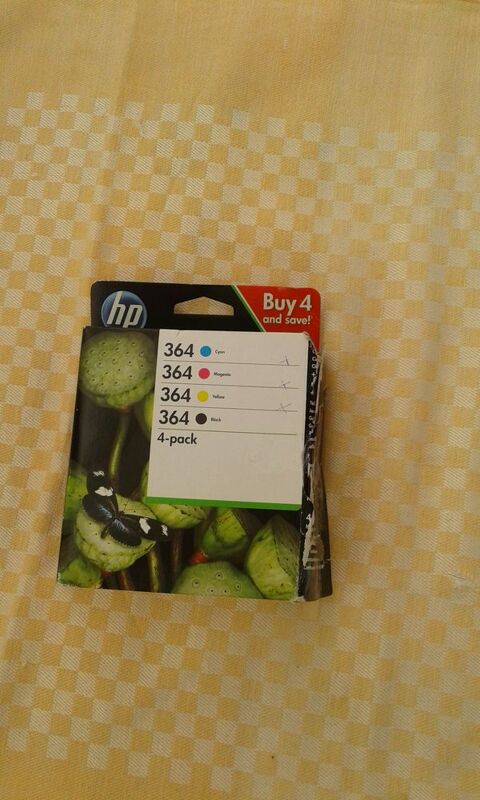 hp
Buy 4
and save!
364 Cyan
364 Magenta
364 Yellow
364 Black
4-pack